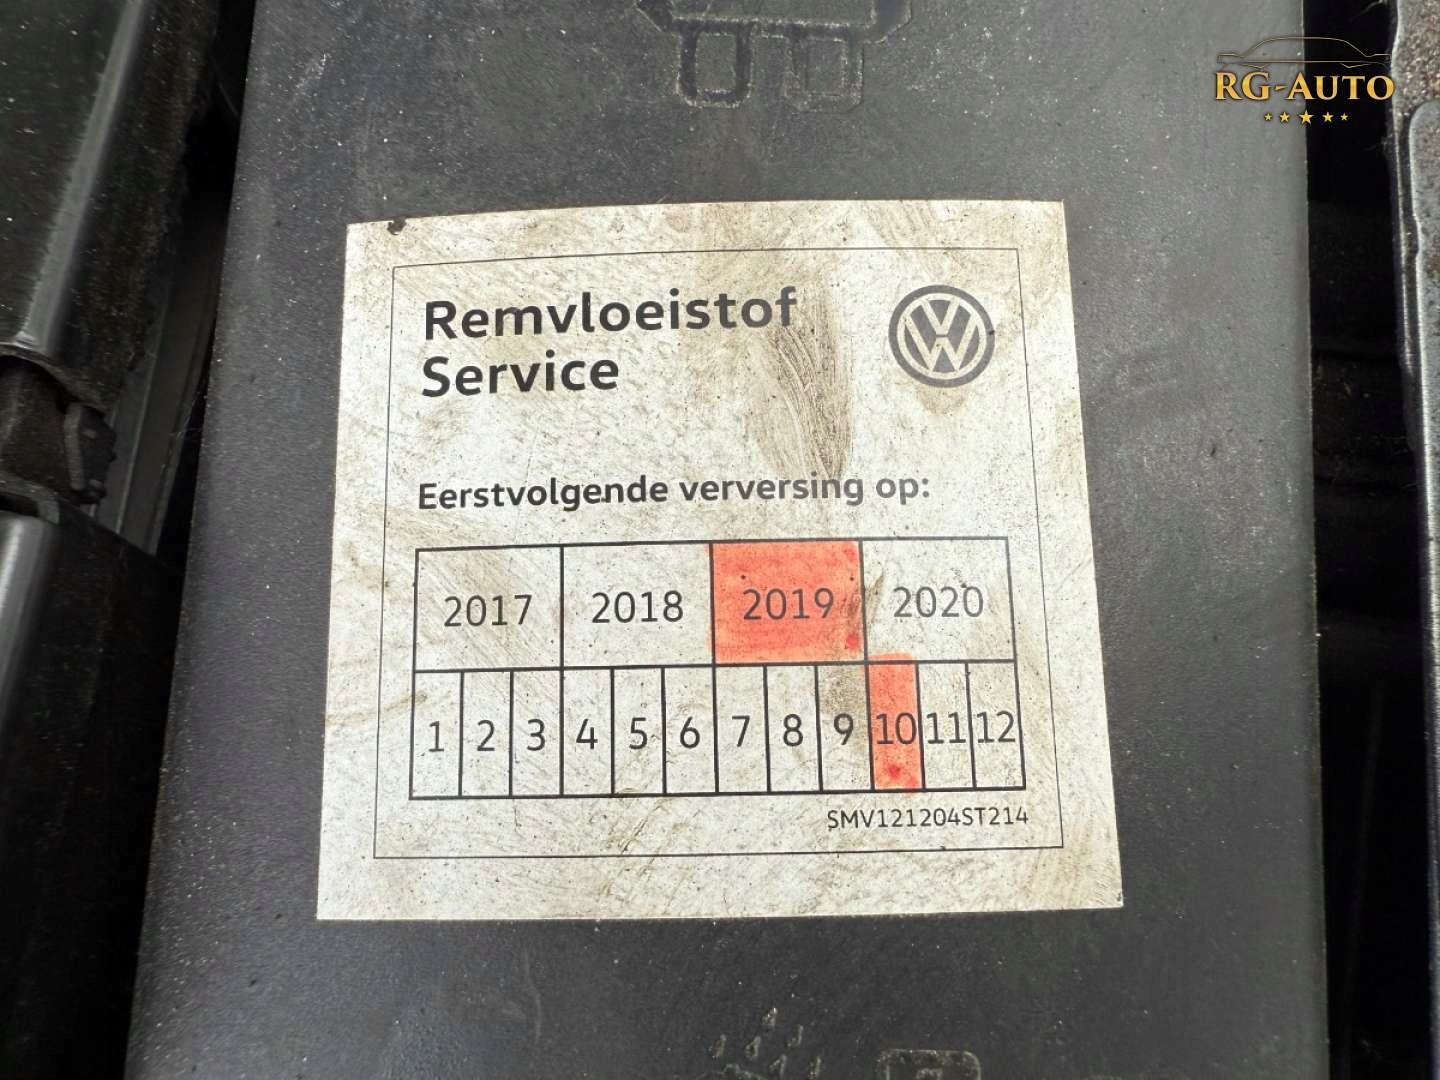 RG-AUTO
Remvloeistof
Service
Eerstvolgende verversing op:
2017 2018 2019 2020
1 2 3 4 5 6 7 8 9 10 11 12
SMV121204ST214